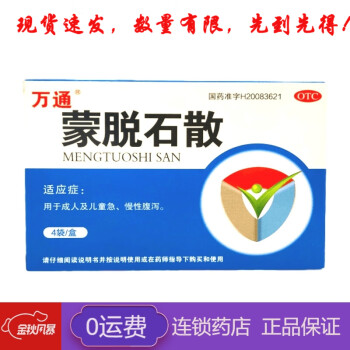 现货速发，数量有限，先到先得！
万通®
国药准字H20083621
OTC
蒙脱石散
MENGTUOSHI SAN
适应症：
用于成人及儿童急、慢性腹泻。
4袋/盒
请仔细阅读说明书并按说明使用或在药师指导下购买和使用
金钬风暴
0运费
连锁药店
正品保证